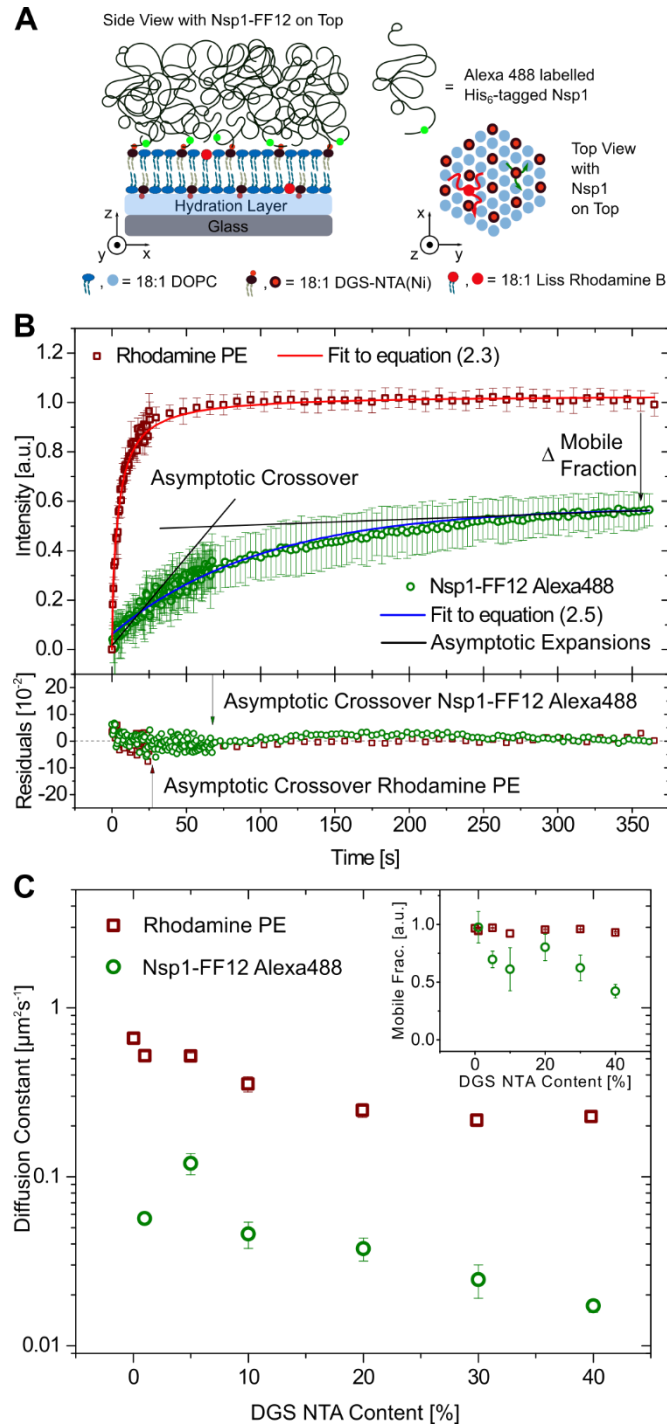 A
Side View with Nsp1-FF12 on Top
= Alexa 488 labelled
His6-tagged Nsp1
Top View
with
Nsp1
on Top
Hydration Layer
Glass
z
y
x
x
z
y
, = 18:1 DOPC
, = 18:1 DGS-NTA(Ni)
, = 18:1 Liss Rhodamine B
B
Rhodamine PE
Fit to equation (2.3)
Asymptotic Crossover
Δ Mobile
Fraction
Nsp1-FF12 Alexa488
Fit to equation (2.5)
Asymptotic Expansions
Intensity [a.u.]
1.2
1.0
0.8
0.6
0.4
0.2
0.0
Residuals [10-2]
20
10
0
-10
-20
Asymptotic Crossover Nsp1-FF12 Alexa488
Asymptotic Crossover Rhodamine PE
0 50 100 150 200 250 300 350
Time [s]
C
Rhodamine PE
Nsp1-FF12 Alexa488
Diffusion Constant [µm²s⁻¹]
1
0.1
0.01
0 10 20 30 40
DGS NTA Content [%]
Mobile Frac. [a.u.]
1.0
0.5
0.0
0 20 40
DGS NTA Content [%]